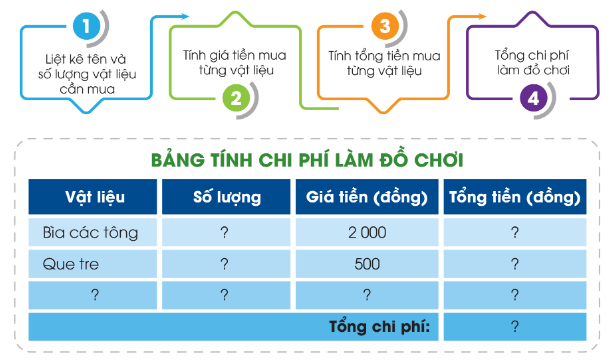 1
Liệt kê tên và
số lượng vật liệu
cần mua
Tính giá tiền mua
từng vật liệu
2
3
Tính tổng tiền mua
từng vật liệu
Tổng chi phí
làm đồ chơi
4
BẢNG TÍNH CHI PHÍ LÀM ĐỒ CHƠI
Vật liệu Số lượng Giá tiền (đồng) Tổng tiền (đồng)
Bìa các tông ? 2 000 ?
Que tre ? 500 ?
? ? ? ?
Tổng chi phí: ?